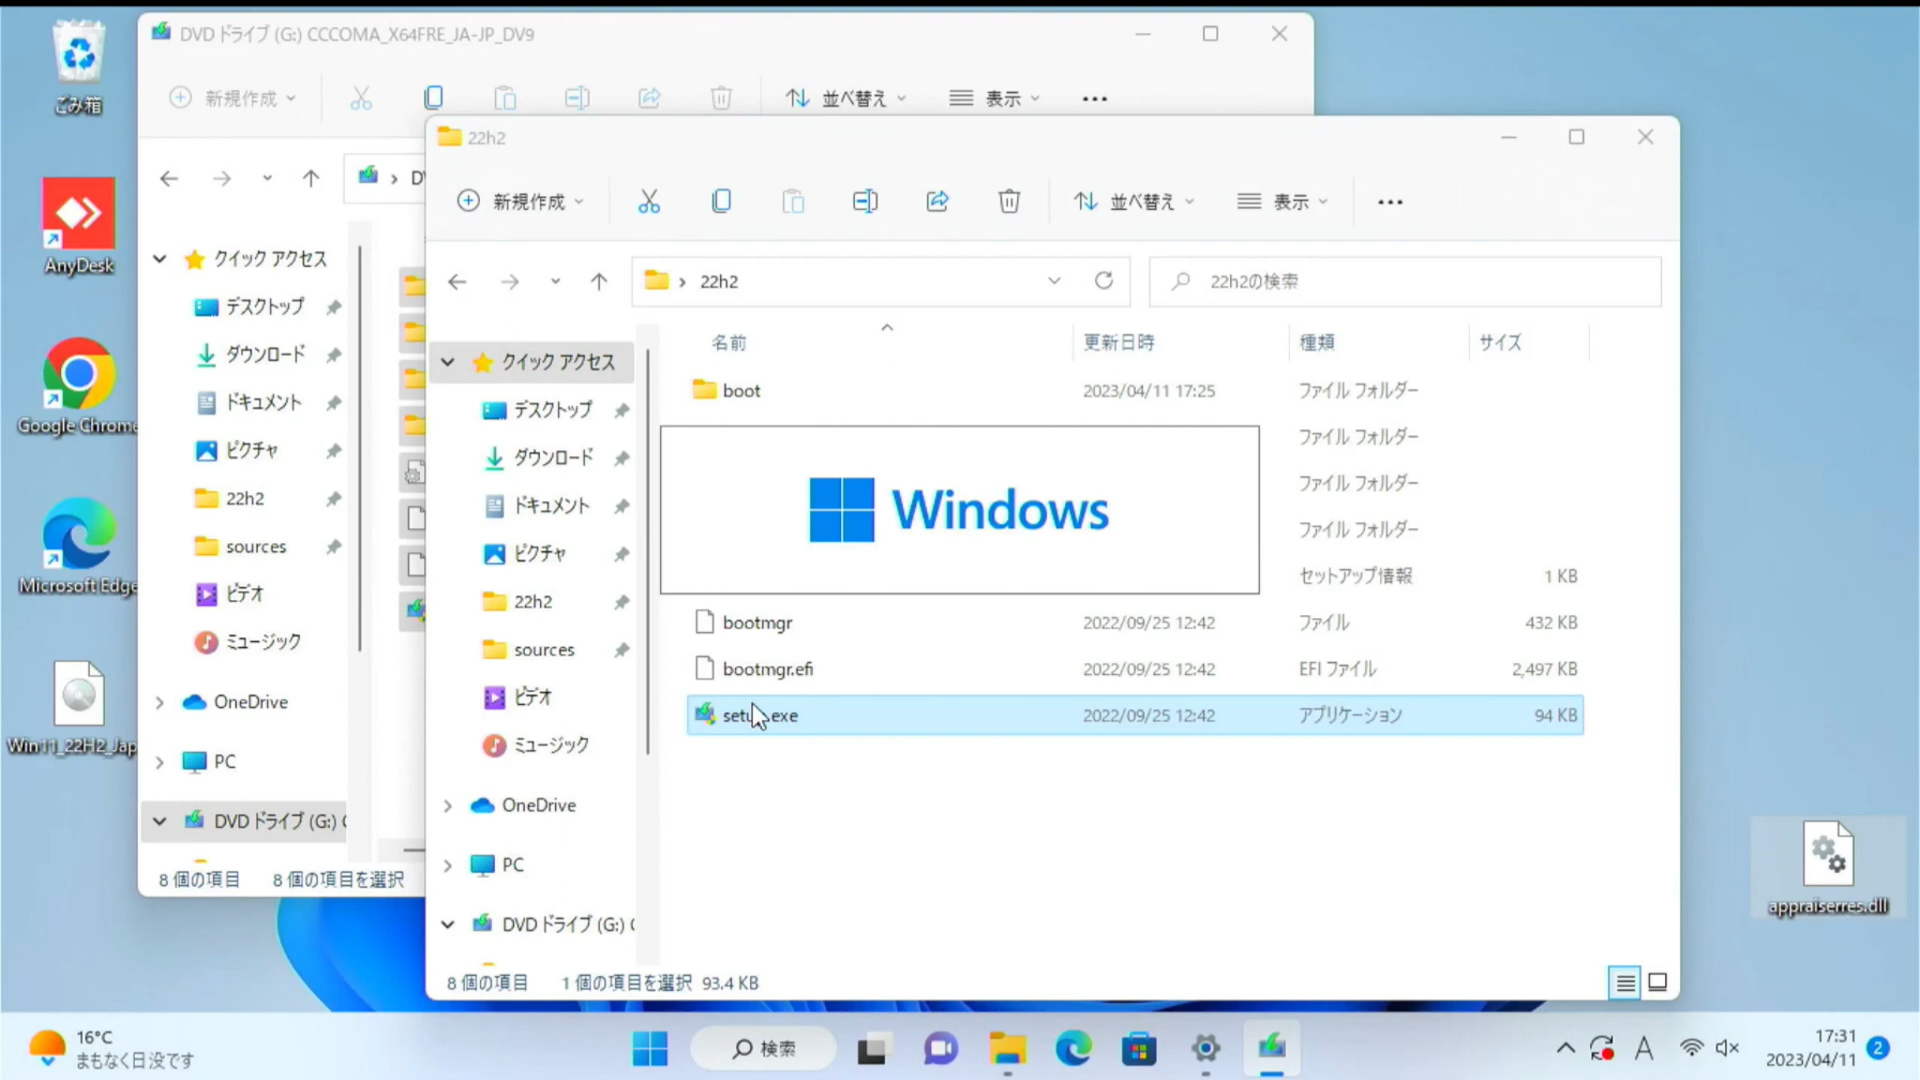 ごみ箱
AnyDesk
Google Chrome
Microsoft Edge
Win11_22H2_Jap
DVD ドライブ (G:) CCCOMA_X64FRE_JA-JP_DV9
新規作成
並べ替え
表示
クイック アクセス
デスクトップ
ダウンロード
ドキュメント
ピクチャ
22h2
sources
ビデオ
ミュージック
OneDrive
PC
DVD ドライブ (G:)
8 個の項目 8 個の項目を選択
22h2
新規作成
並べ替え
表示
22h2
22h2の検索
クイック アクセス
デスクトップ
ダウンロード
ドキュメント
ピクチャ
22h2
sources
ビデオ
ミュージック
OneDrive
PC
DVD ドライブ (G:)
名前 更新日時 種類 サイズ
boot 2023/04/11 17:25 ファイル フォルダー
ファイル フォルダー
ファイル フォルダー
ファイル フォルダー
セットアップ情報 1 KB
Windows
bootmgr 2022/09/25 12:42 ファイル 432 KB
bootmgr.efi 2022/09/25 12:42 EFI ファイル 2,497 KB
setup.exe 2022/09/25 12:42 アプリケーション 94 KB
8 個の項目 1 個の項目を選択 93.4 KB
appraiserres.dll
16°C
まもなく日没です
検索
A
17:31
2023/04/11
2